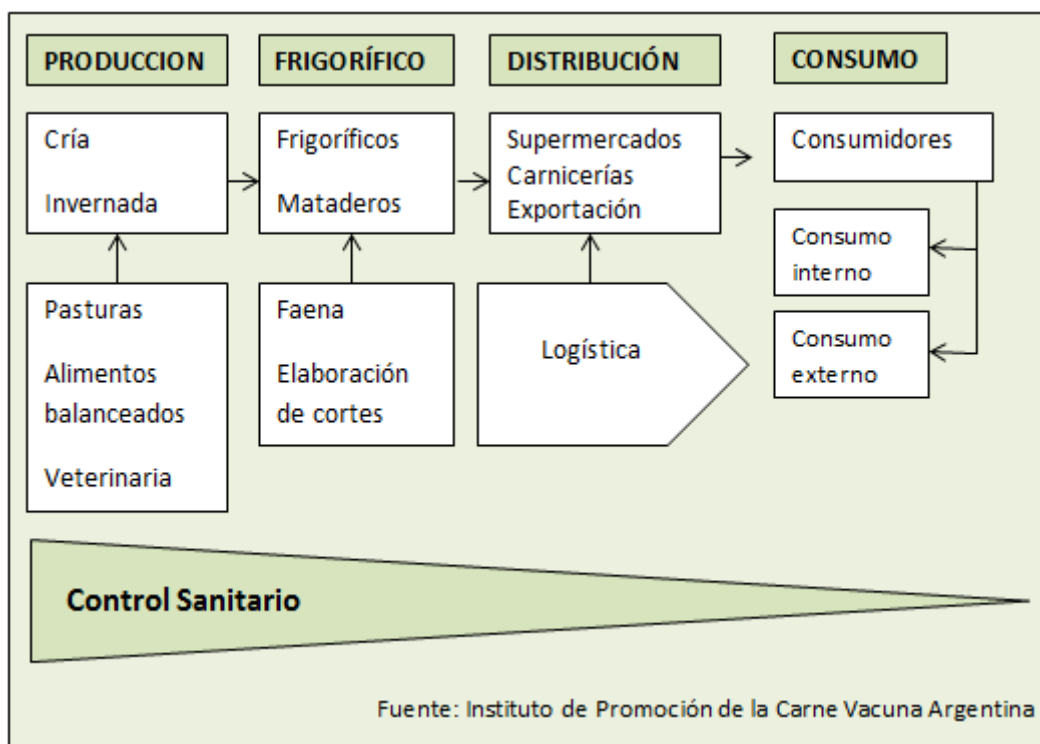 PRODUCCION
FRIGORÍFICO
DISTRIBUCIÓN
CONSUMO
Cría
Invernada
Frigoríficos
Mataderos
Supermercados
Carnicerías
Exportación
Consumidores
Consumo
interno
Consumo
externo
Pasturas
Alimentos
balanceados
Veterinaria
Faena
Elaboración
de cortes
Logística
Control Sanitario
Fuente: Instituto de Promoción de la Carne Vacuna Argentina